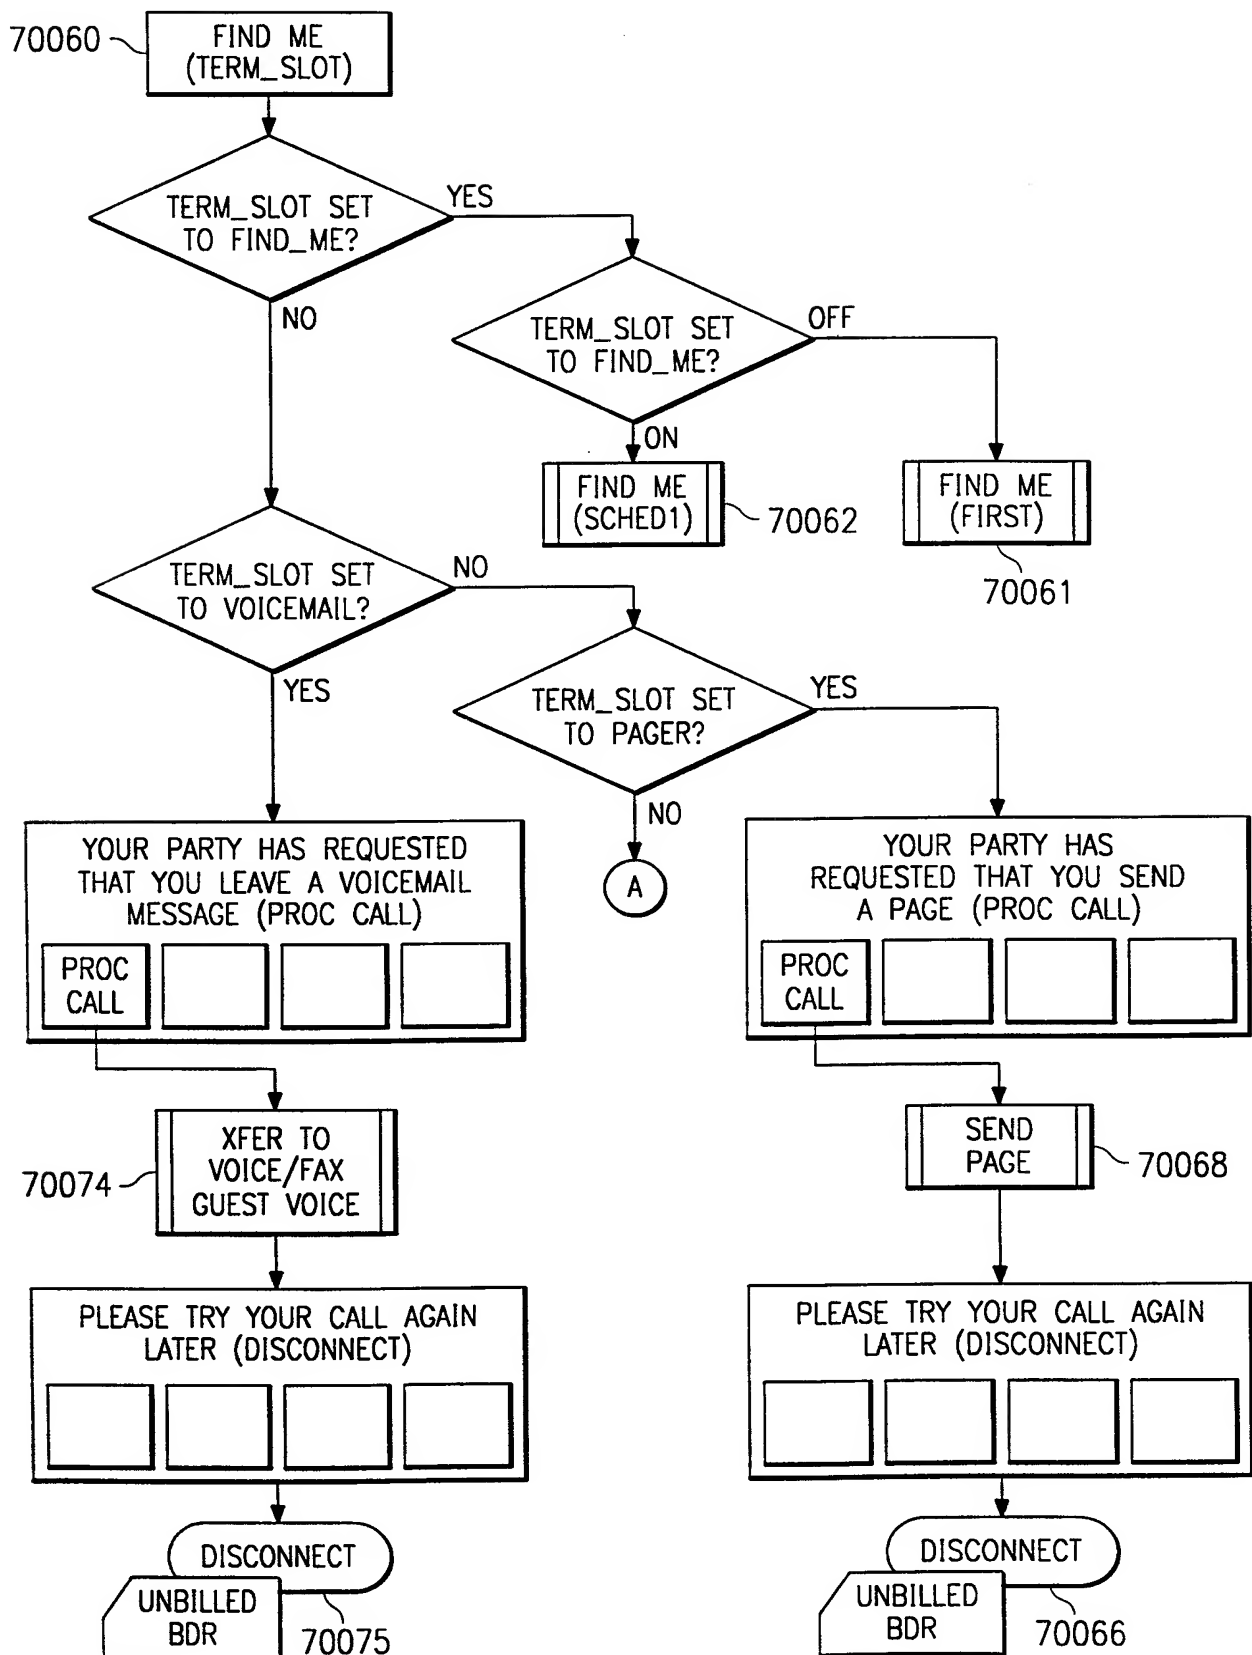 70060
FIND ME
(TERM_SLOT)
TERM_SLOT SET
TO FIND_ME?
YES
NO
TERM_SLOT SET
TO FIND_ME?
OFF
ON
FIND ME
(SCHED1)
70062
FIND ME
(FIRST)
70061
TERM_SLOT SET
TO VOICEMAIL?
NO
YES
TERM_SLOT SET
TO PAGER?
YES
NO
A
YOUR PARTY HAS REQUESTED
THAT YOU LEAVE A VOICEMAIL
MESSAGE (PROC CALL)
PROC
CALL
YOUR PARTY HAS
REQUESTED THAT YOU SEND
A PAGE (PROC CALL)
PROC
CALL
XFER TO
VOICE/FAX
GUEST VOICE
70074
SEND
PAGE
70068
PLEASE TRY YOUR CALL AGAIN
LATER (DISCONNECT)
PLEASE TRY YOUR CALL AGAIN
LATER (DISCONNECT)
DISCONNECT
UNBILLED
BDR
70075
DISCONNECT
UNBILLED
BDR
70066